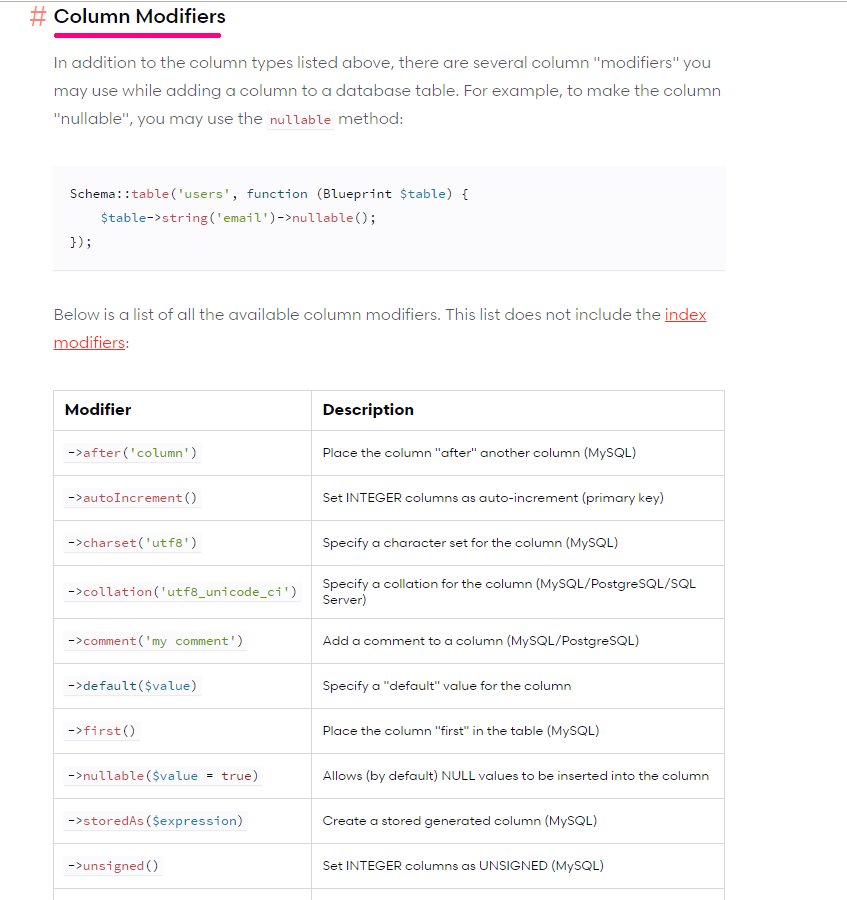 # Column Modifiers
In addition to the column types listed above, there are several column "modifiers" you
may use while adding a column to a database table. For example, to make the column
"nullable", you may use the nullable method:
Schema::table('users', function (Blueprint $table) {
    $table->string('email')->nullable();
});
Below is a list of all the available column modifiers. This list does not include the index
modifiers:
Modifier Description
->after('column') Place the column "after" another column (MySQL)
->autoIncrement() Set INTEGER columns as auto-increment (primary key)
->charset('utf8') Specify a character set for the column (MySQL)
->collation('utf8_unicode_ci') Specify a collation for the column (MySQL/PostgreSQL/SQL
Server)
->comment('my comment') Add a comment to a column (MySQL/PostgreSQL)
->default($value) Specify a "default" value for the column
->first() Place the column "first" in the table (MySQL)
->nullable($value = true) Allows (by default) NULL values to be inserted into the column
->storedAs($expression) Create a stored generated column (MySQL)
->unsigned() Set INTEGER columns as UNSIGNED (MySQL)